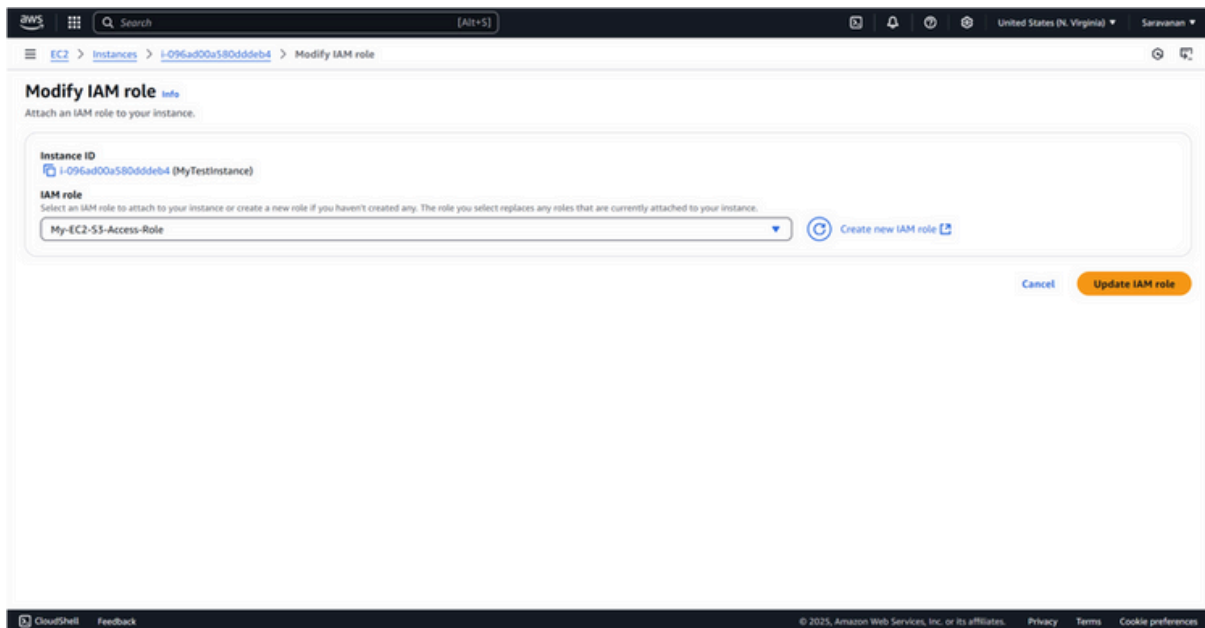 aws Search [Alt+S] United States (N. Virginia) Saravanan
EC2 > Instances > i-096ad00a580dddeb4 > Modify IAM role
Modify IAM role Info
Attach an IAM role to your instance.
Instance ID
i-096ad00a580dddeb4 (MyTestInstance)
IAM role
Select an IAM role to attach to your instance or create a new role if you haven't created any. The role you select replaces any roles that are currently attached to your instance.
My-EC2-S3-Access-Role Create new IAM role
Cancel Update IAM role
CloudShell Feedback © 2025, Amazon Web Services, Inc. or its affiliates. Privacy Terms Cookie preferences